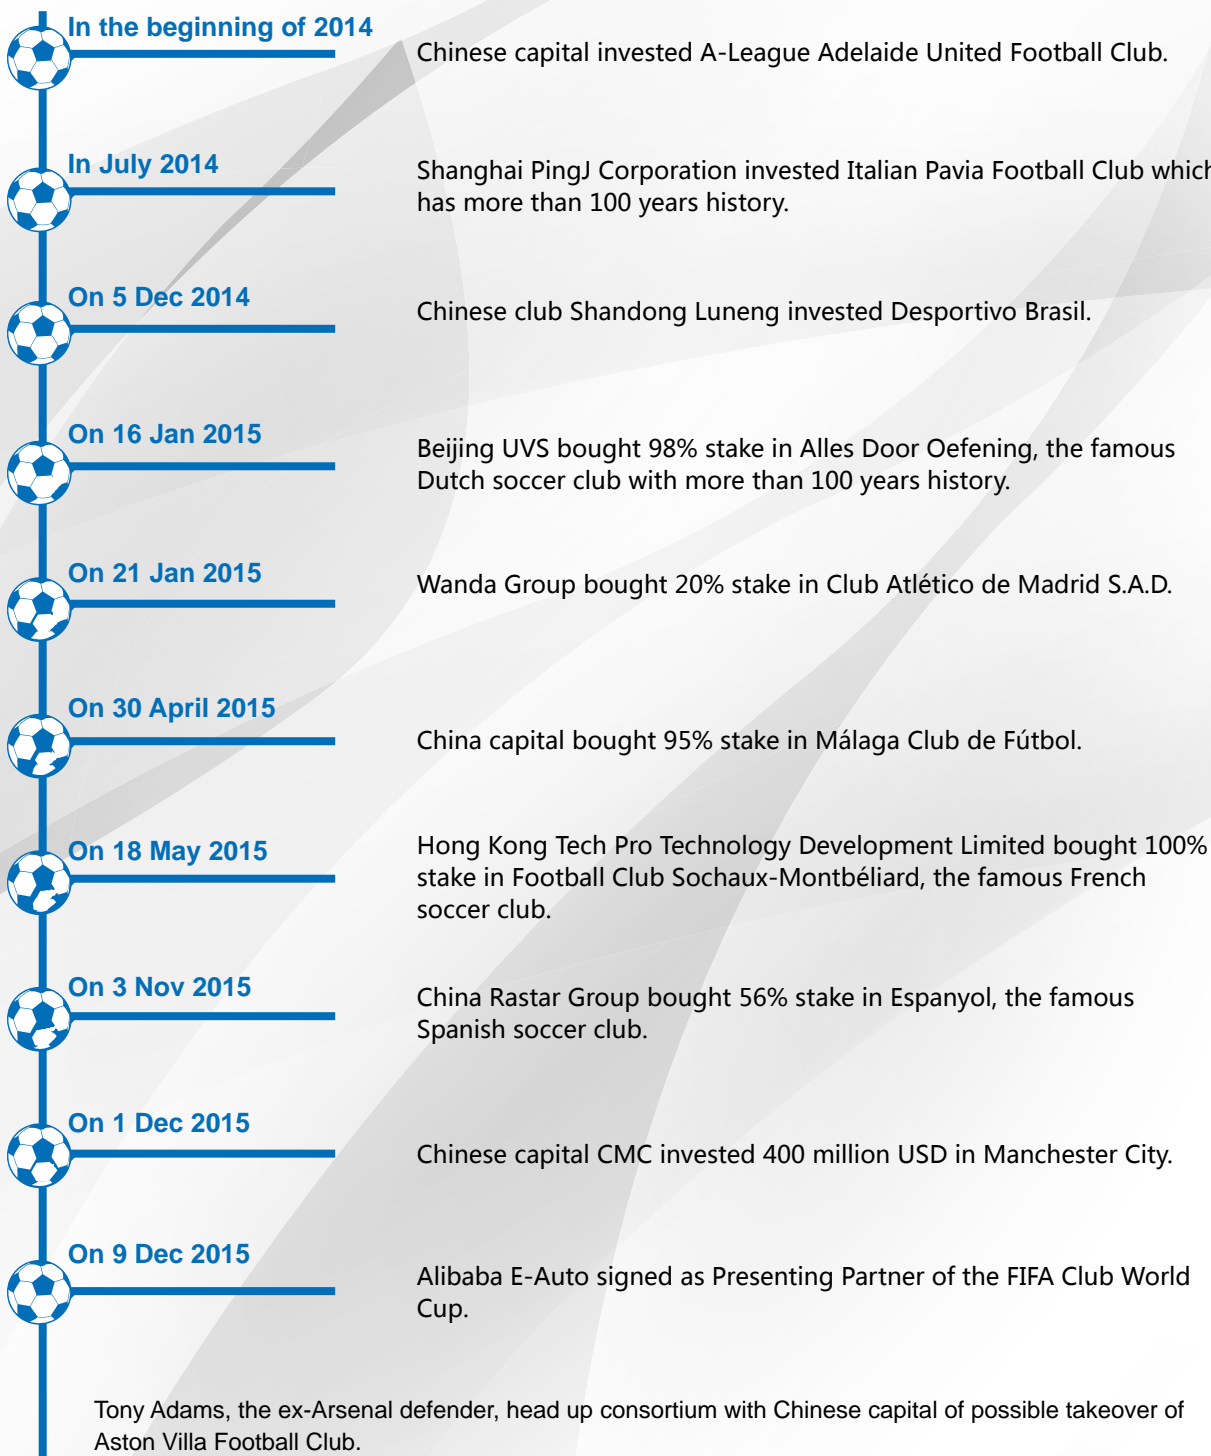 In the beginning of 2014
Chinese capital invested A-League Adelaide United Football Club.
In July 2014
Shanghai PingJ Corporation invested Italian Pavia Football Club which
has more than 100 years history.
On 5 Dec 2014
Chinese club Shandong Luneng invested Desportivo Brasil.
On 16 Jan 2015
Beijing UVS bought 98% stake in Alles Door Oefening, the famous
Dutch soccer club with more than 100 years history.
On 21 Jan 2015
Wanda Group bought 20% stake in Club Atlético de Madrid S.A.D.
On 30 April 2015
China capital bought 95% stake in Málaga Club de Fútbol.
On 18 May 2015
Hong Kong Tech Pro Technology Development Limited bought 100%
stake in Football Club Sochaux-Montbéliard, the famous French
soccer club.
On 3 Nov 2015
China Rastar Group bought 56% stake in Espanyol, the famous
Spanish soccer club.
On 1 Dec 2015
Chinese capital CMC invested 400 million USD in Manchester City.
On 9 Dec 2015
Alibaba E-Auto signed as Presenting Partner of the FIFA Club World
Cup.
Tony Adams, the ex-Arsenal defender, head up consortium with Chinese capital of possible takeover of
Aston Villa Football Club.